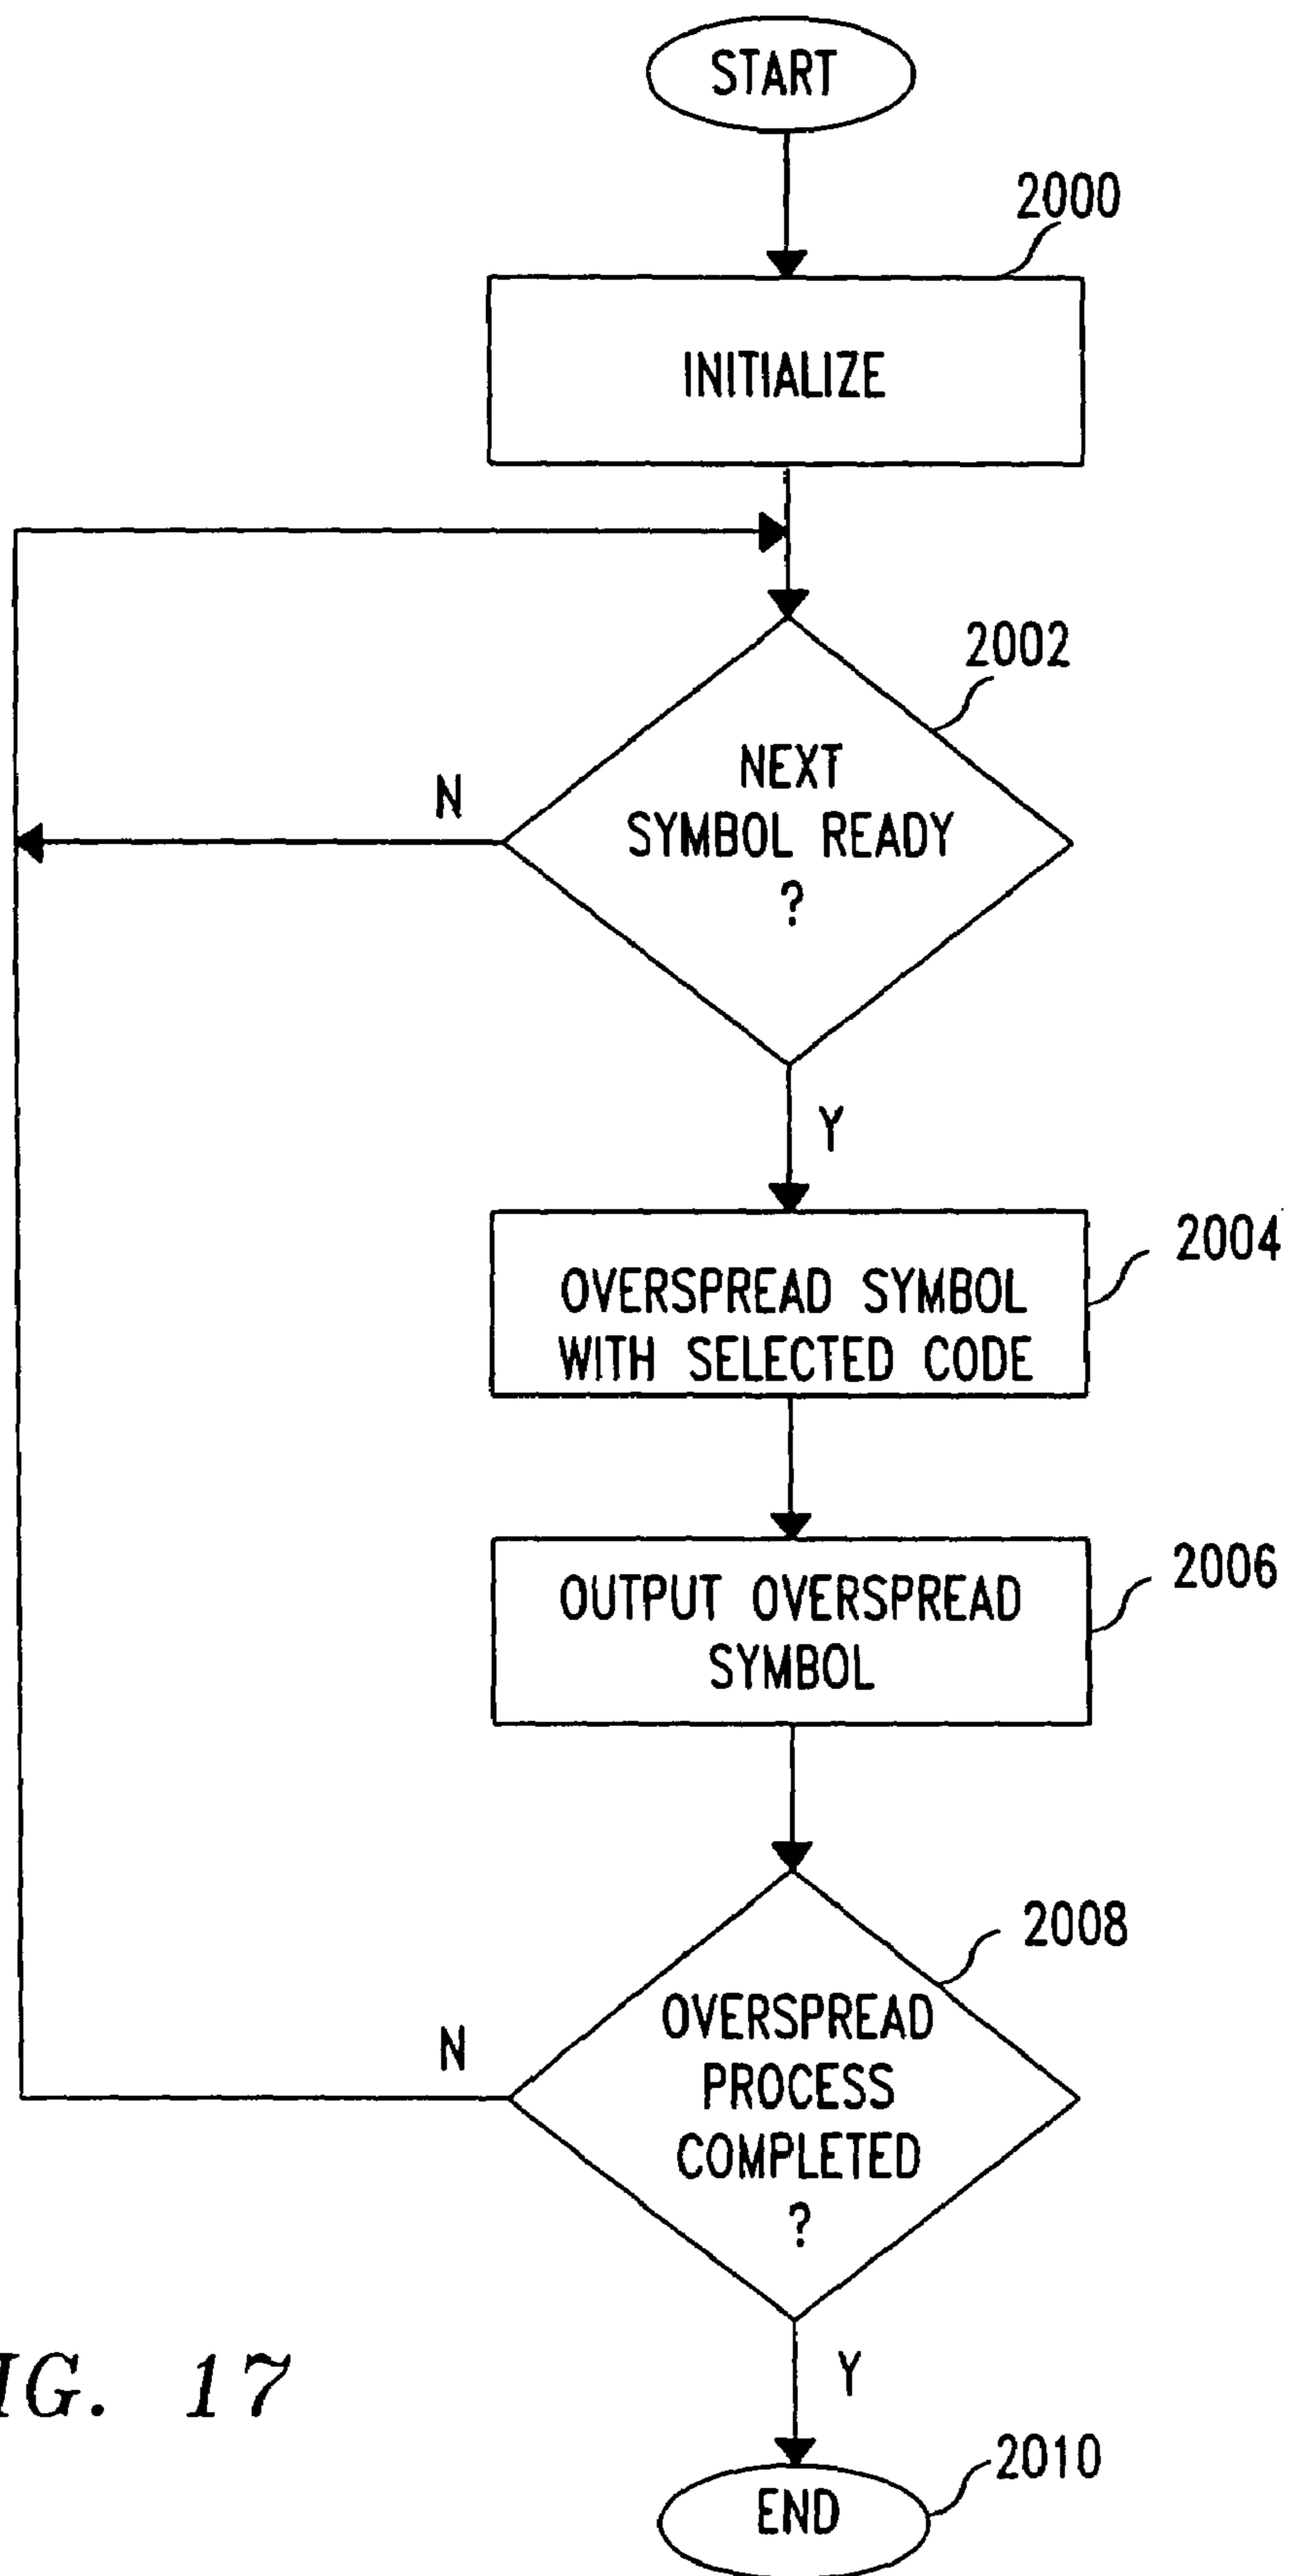 START
2000
INITIALIZE
2002
NEXT
SYMBOL READY
?
N
Y
2004
OVERSPREAD SYMBOL
WITH SELECTED CODE
2006
OUTPUT OVERSPREAD
SYMBOL
2008
OVERSPREAD
PROCESS
COMPLETED
?
N
Y
IG. 17
2010
END